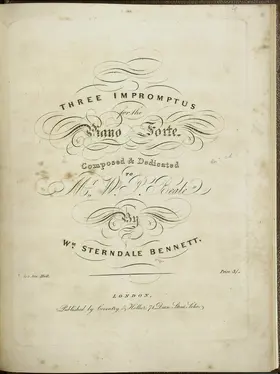 THREE IMPROMPTUS
for the
Piano Forte.
Composed & Dedicated
TO
W. P.
By
Wm STERNDALE BENNETT.
Price 3/.
LONDON,
Published by Coventry & Hollier, 71, Dean Street, Soho.